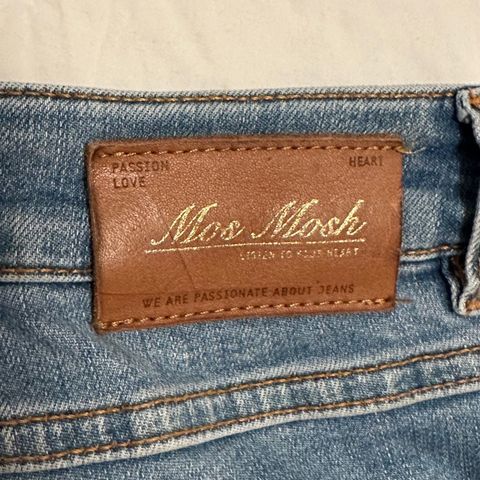 PASSION HEART
LOVE
Mos Mosh
LISTEN TO YOUR HEART
WE ARE PASSIONATE ABOUT JEANS